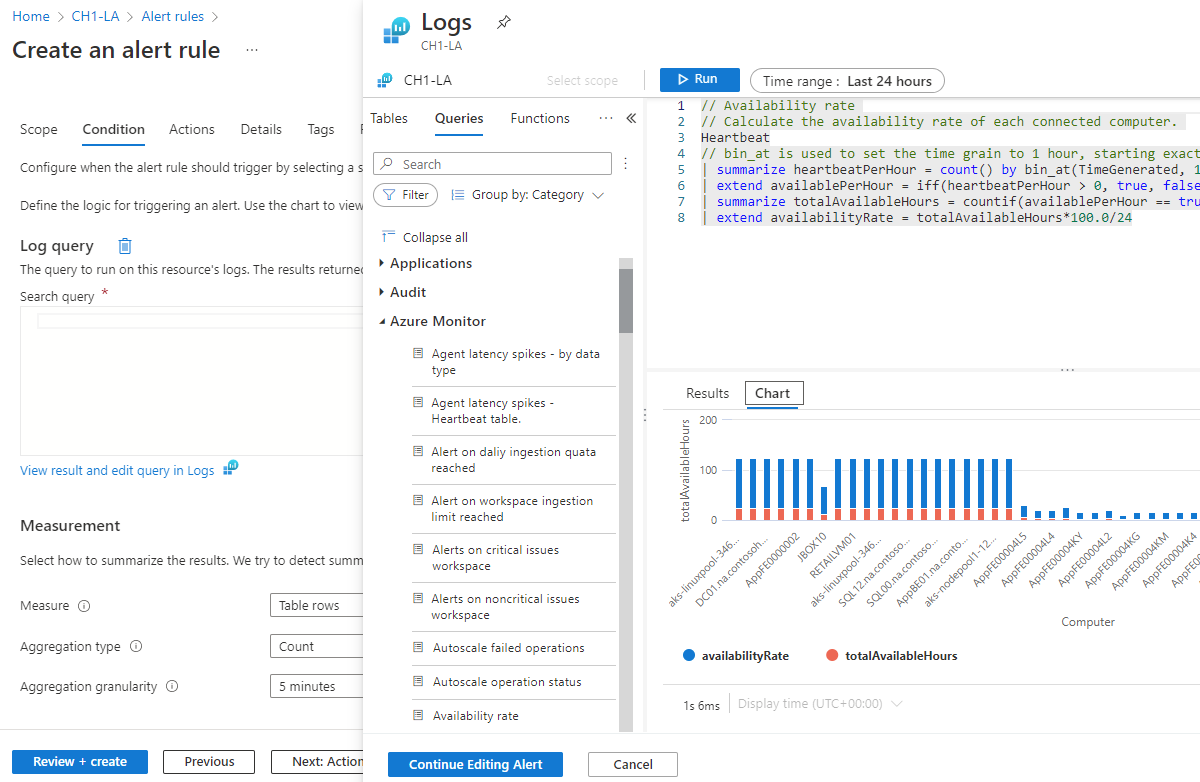 Home > CH1-LA > Alert rules >
Create an alert rule ...
Scope Condition Actions Details Tags
Configure when the alert rule should trigger by selecting a s
Define the logic for triggering an alert. Use the chart to view
Log query
The query to run on this resource's logs. The results returned
Search query *
View result and edit query in Logs
Measurement
Select how to summarize the results. We try to detect summ
Measure
Table rows
Aggregation type
Count
Aggregation granularity
5 minutes
Review + create
Previous
Next: Action
Logs
CH1-LA
CH1-LA
Select scope
Run
Time range : Last 24 hours
Tables Queries Functions ... «
Search
Filter
Group by: Category
Collapse all
Applications
Audit
Azure Monitor
Agent latency spikes - by data
type
Agent latency spikes -
Heartbeat table.
Alert on daliy ingestion quata
reached
Alert on workspace ingestion
limit reached
Alerts on critical issues
workspace
Alerts on noncritical issues
workspace
Autoscale failed operations
Autoscale operation status
Availability rate
1 // Availability rate
2 // Calculate the availability rate of each connected computer.
3 Heartbeat
4 // bin_at is used to set the time grain to 1 hour, starting exact
5 | summarize heartbeatPerHour = count() by bin_at(TimeGenerated, 1
6 | extend availablePerHour = iff(heartbeatPerHour > 0, true, false
7 | summarize totalAvailableHours = countif(availablePerHour == tru
8 | extend availabilityRate = totalAvailableHours*100.0/24
Results Chart
totalAvailableHours
200
100
0
aks-linuxpool-346...
DC01.na.contosoh...
AppFE0000002
JBOX10
RETAILVM01
aks-linuxpool-346...
SQL12.na.contoso...
SQL00.na.contoso...
AppBE01.na.conto...
aks-nodepool1-12...
AppFE00004L5
AppFE00004L4
AppFE00004KY
AppFE00004L2
AppFE00004KG
AppFE00004KM
AppFE00004K4
Computer
availabilityRate totalAvailableHours
1s 6ms
Display time (UTC+00:00)
Continue Editing Alert
Cancel